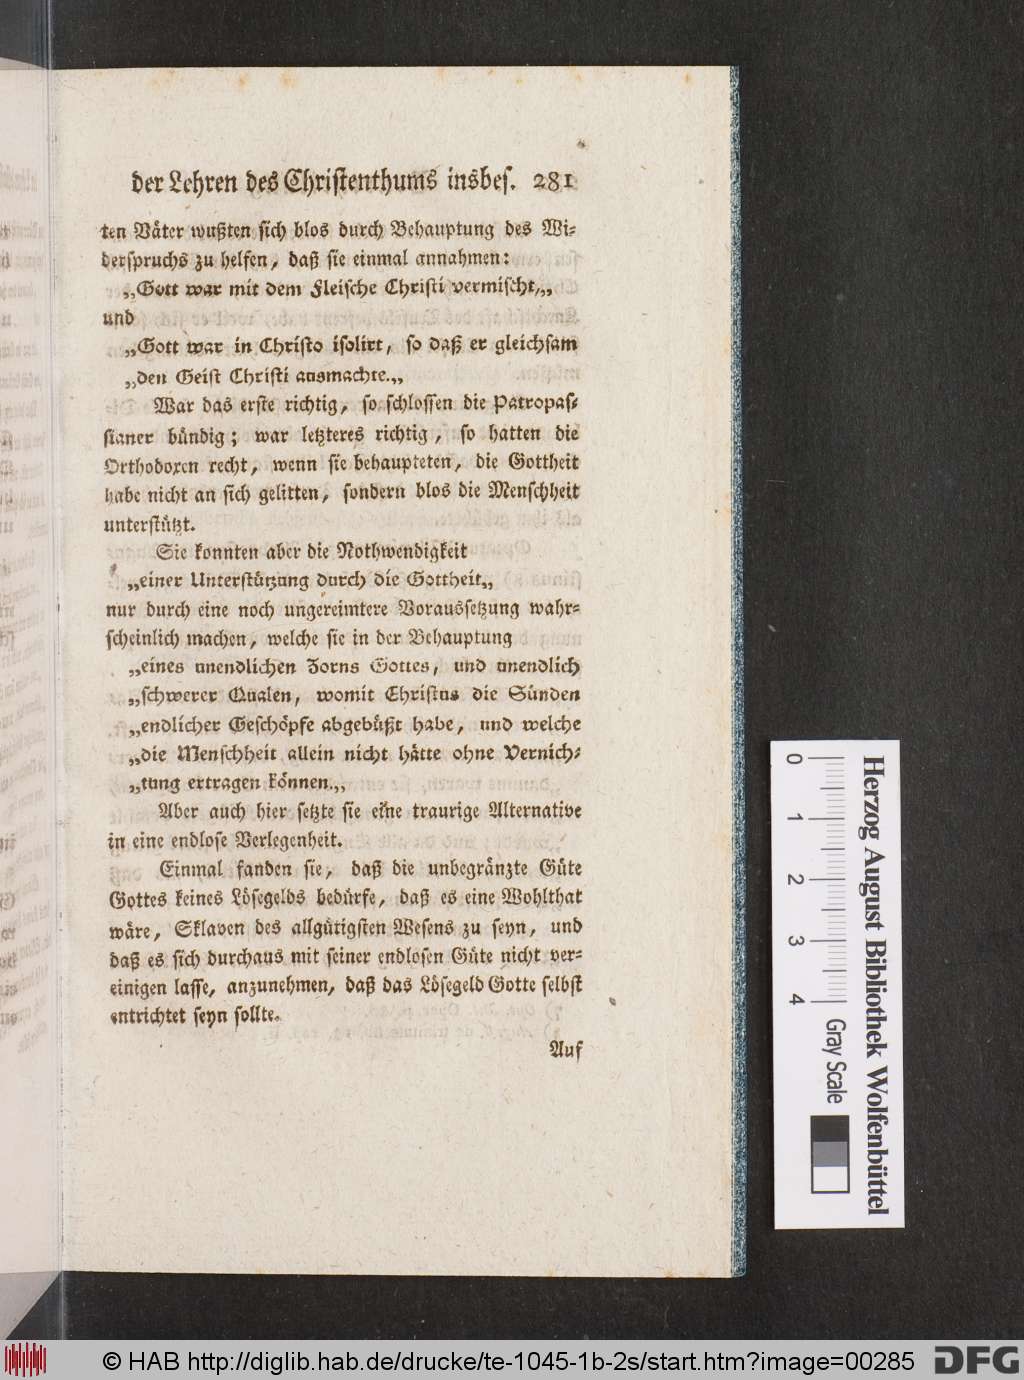 der Lehren des Christenthums insbes. 281
ten Väter wußten sich blos durch Behauptung des Wi-
derspruchs zu helfen, daß sie einmal annahmen:
„Gott war mit dem Fleische Christi vermischt,„
und
„Gott war in Christo isolirt, so daß er gleichsam
„den Geist Christi ausmachte.„
War das erste richtig, so schlossen die Patropas-
sianer bündig; war letzteres richtig, so hatten die
Orthodoxen recht, wenn sie behaupteten, die Gottheit
habe nicht an sich gelitten, sondern blos die Menschheit
unterstützt.
Sie konnten aber die Nothwendigkeit
„einer Unterstützung durch die Gottheit„
nur durch eine noch ungereimtere Voraussetzung wahr-
scheinlich machen, welche sie in der Behauptung
„eines unendlichen Zorns Gottes, und unendlich
„schwerer Qualen, womit Christus die Sünden
„endlicher Geschöpfe abgebüßt habe, und welche
„die Menschheit allein nicht hätte ohne Vernich-
„tung ertragen können.„
Aber auch hier setzte sie eine traurige Alternative
in eine endlose Verlegenheit.
Einmal fanden sie, daß die unbegränzte Güte
Gottes keines Lösegelds bedürfe, daß es eine Wohlthat
wäre, Sklaven des allgütigsten Wesens zu seyn, und
daß es sich durchaus mit seiner endlosen Güte nicht ver-
einigen lasse, anzunehmen, daß das Lösegeld Gotte selbst
entrichtet seyn sollte.
Auf
0 1 2 3 4
Gray Scale
Herzog August Bibliothek Wolfenbüttel
© HAB http://diglib.hab.de/drucke/te-1045-1b-2s/start.htm?image=00285
DFG